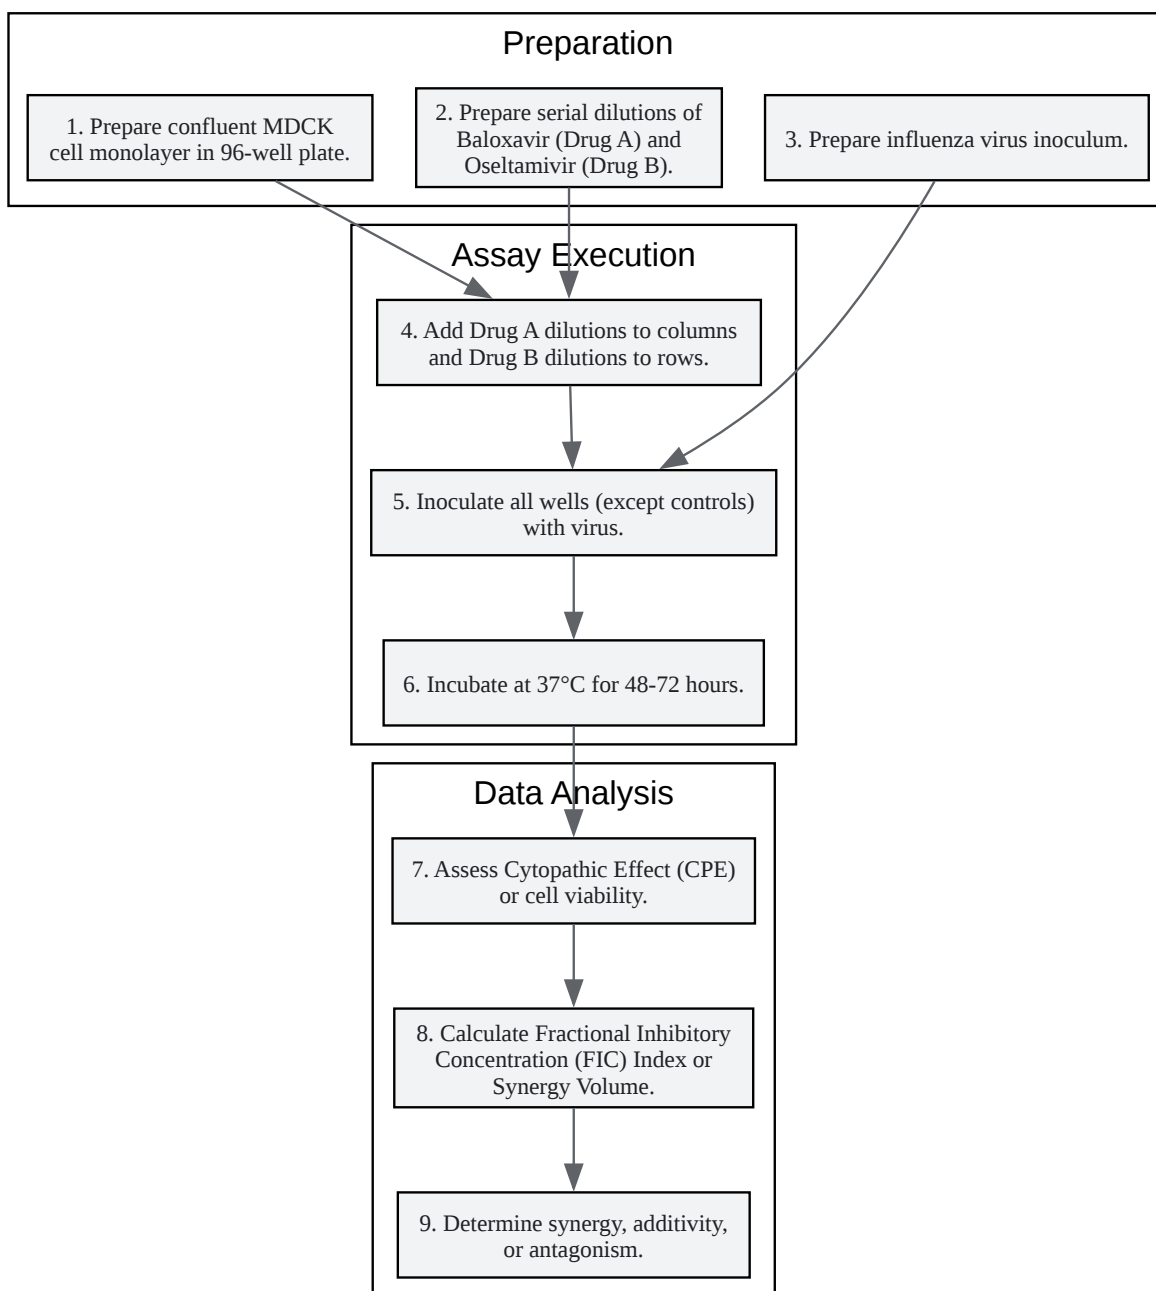 Preparation
1. Prepare confluent MDCK
cell monolayer in 96-well plate.
2. Prepare serial dilutions of
Baloxavir (Drug A) and
Oseltamivir (Drug B).
3. Prepare influenza virus inoculum.
Assay Execution
4. Add Drug A dilutions to columns
and Drug B dilutions to rows.
5. Inoculate all wells (except controls)
with virus.
6. Incubate at 37°C for 48-72 hours.
Data Analysis
7. Assess Cytopathic Effect (CPE)
or cell viability.
8. Calculate Fractional Inhibitory
Concentration (FIC) Index or
Synergy Volume.
9. Determine synergy, additivity,
or antagonism.